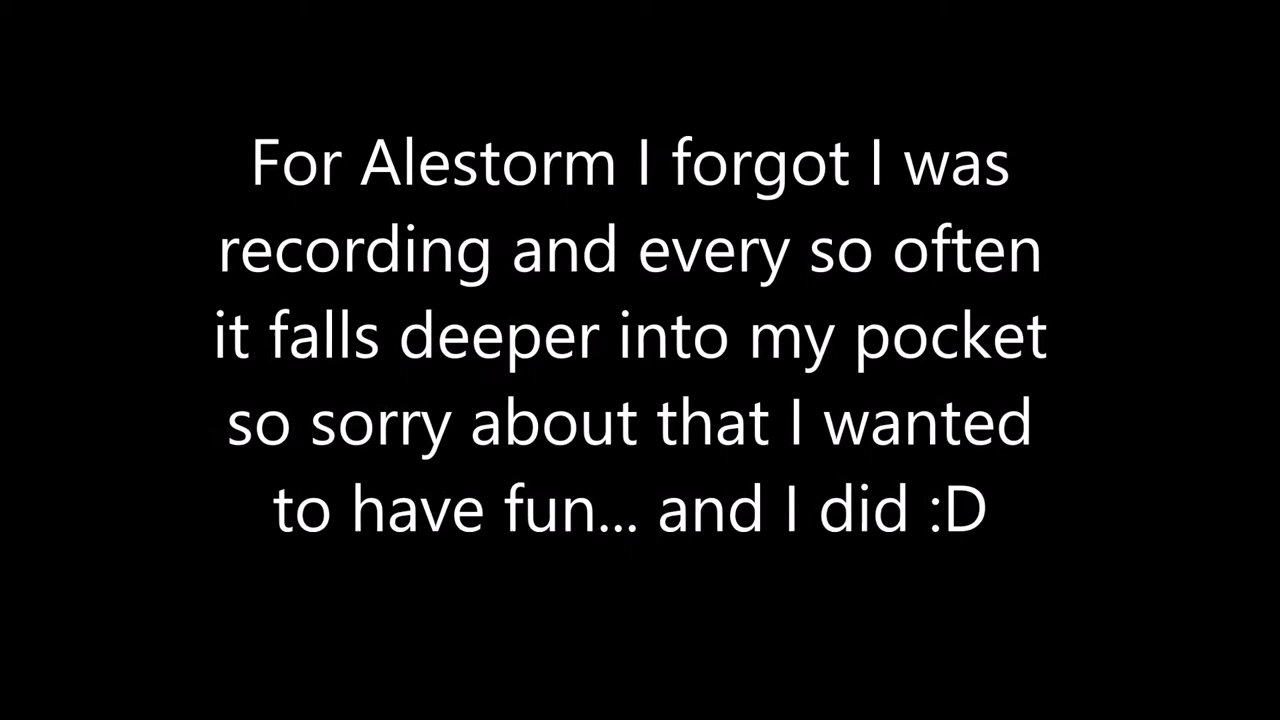 For Alestorm I forgot I was
recording and every so often
it falls deeper into my pocket
so sorry about that I wanted
to have fun... and I did :D